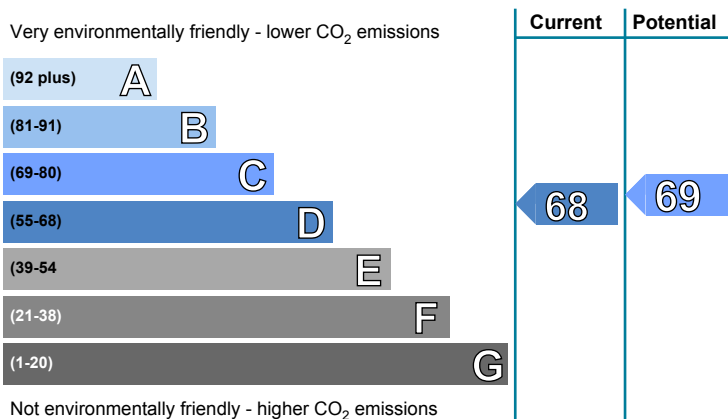 Current Potential
Very environmentally friendly - lower CO₂ emissions
(92 plus) A
(81-91) B
(69-80) C
(55-68) D
68 69
(39-54 E
(21-38) F
(1-20) G
Not environmentally friendly - higher CO₂ emissions